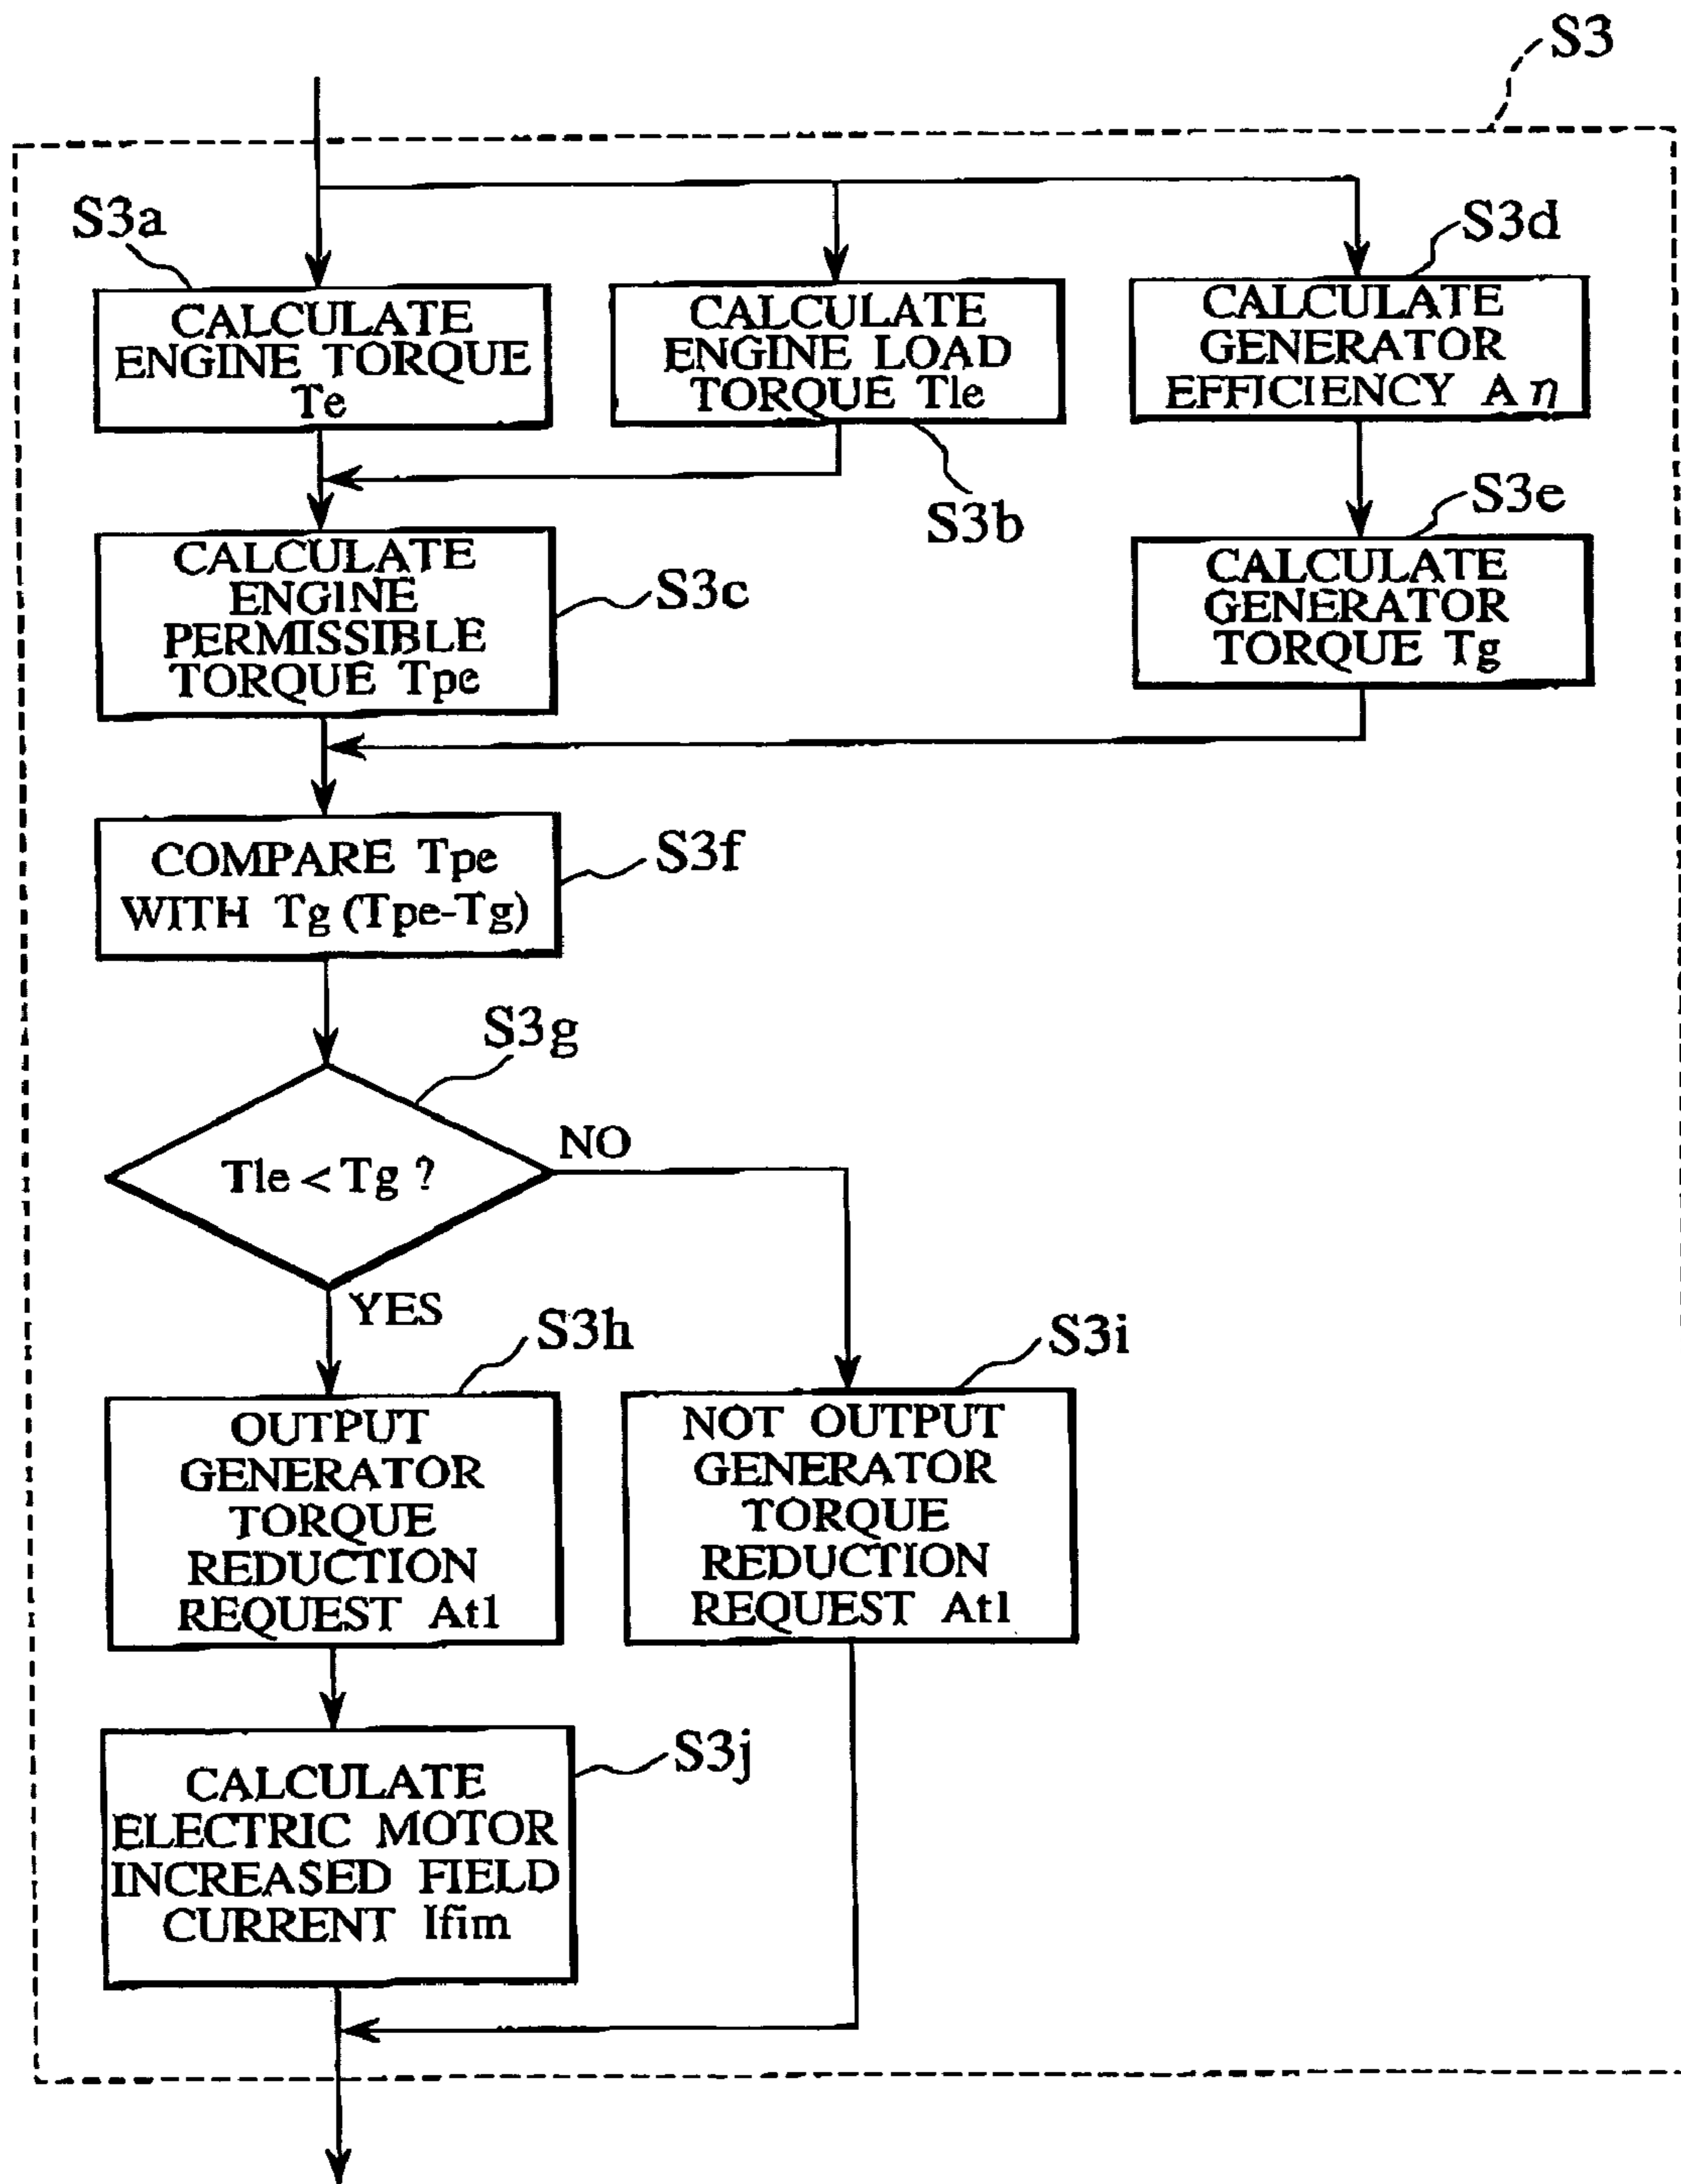 S3
S3a
CALCULATE
ENGINE TORQUE
Te
CALCULATE
ENGINE LOAD
TORQUE Tle
S3b
S3d
CALCULATE
GENERATOR
EFFICIENCY A η
S3e
CALCULATE
GENERATOR
TORQUE Tg
CALCULATE
ENGINE
PERMISSIBLE
TORQUE Tpe
S3c
COMPARE Tpe
WITH Tg (Tpe-Tg)
S3f
S3g
Tle < Tg ?
NO
YES
S3h
OUTPUT
GENERATOR
TORQUE
REDUCTION
REQUEST At1
S3i
NOT OUTPUT
GENERATOR
TORQUE
REDUCTION
REQUEST At1
S3j
CALCULATE
ELECTRIC MOTOR
INCREASED FIELD
CURRENT Ifim